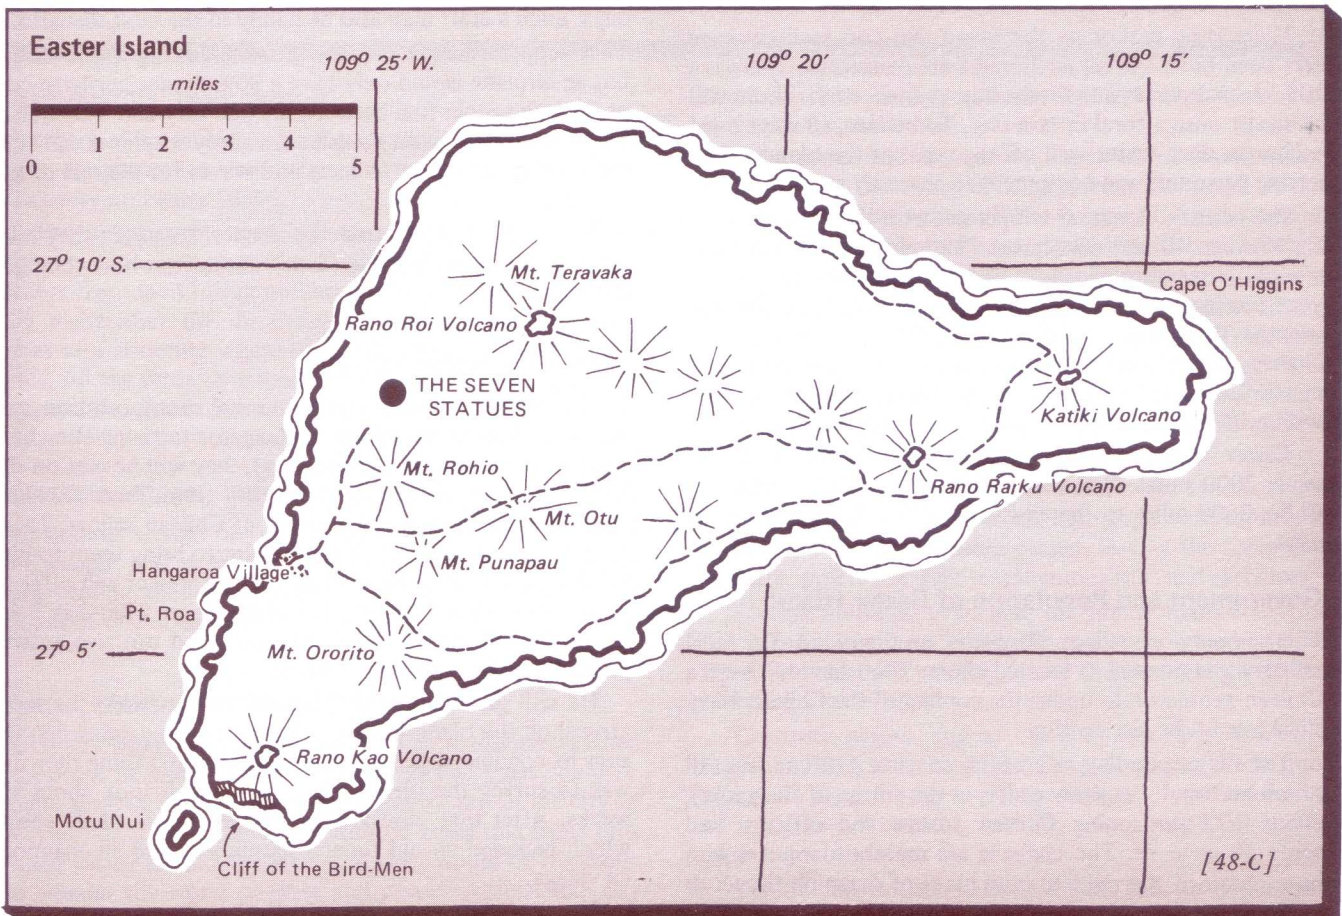 Easter Island
miles
0 1 2 3 4 5
109° 25' W.
109° 20'
109° 15'
27° 10' S.
Cape O'Higgins
Mt. Teravaka
Rano Roi Volcano
THE SEVEN
STATUES
Katiki Volcano
Mt. Rohio
Rano Rarku Volcano
Mt. Otu
Mt. Punapau
Hangaroa Village
Pt. Roa
27° 5'
Mt. Ororito
Rano Kao Volcano
Motu Nui
Cliff of the Bird-Men
[48-C]